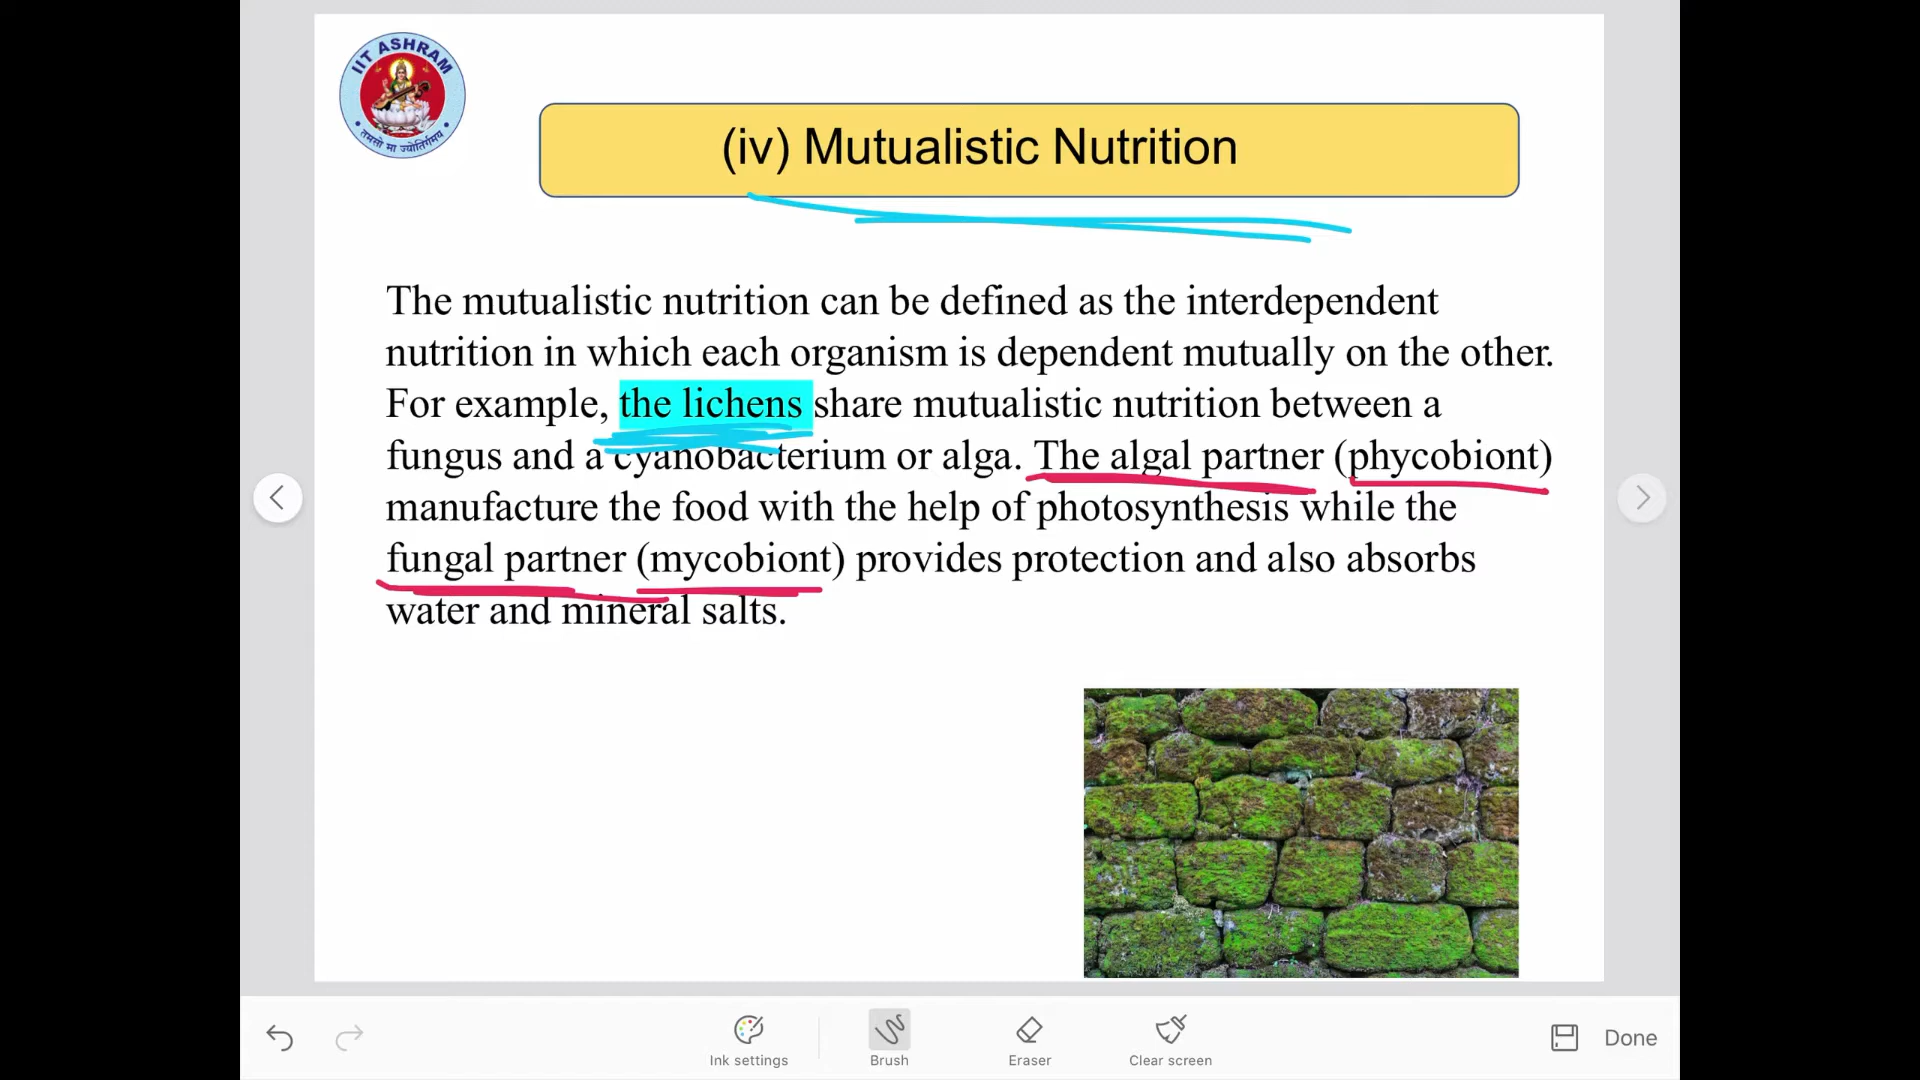 IIT ASHRAM
तमसो मा ज्योतिर्गमय
(iv) Mutualistic Nutrition
The mutualistic nutrition can be defined as the interdependent
nutrition in which each organism is dependent mutually on the other.
For example, the lichens share mutualistic nutrition between a
fungus and a cyanobacterium or alga. The algal partner (phycobiont)
manufacture the food with the help of photosynthesis while the
fungal partner (mycobiont) provides protection and also absorbs
water and mineral salts.
Ink settings
Brush
Eraser
Clear screen
Done